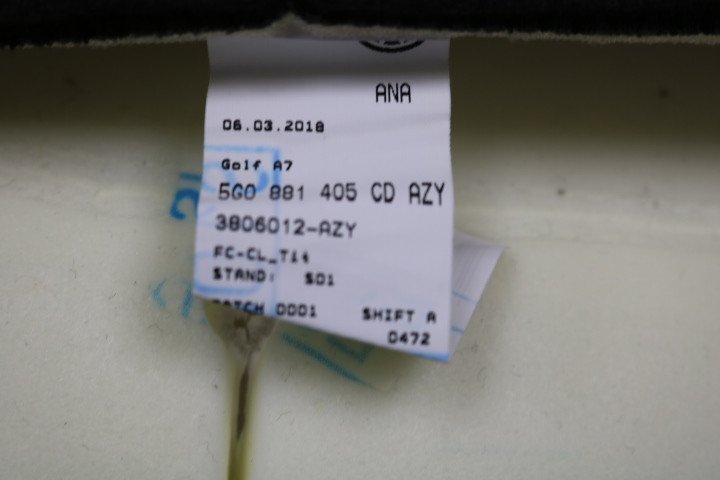 ANA
06.03.2018
Golf A7
5G0 881 405 CD AZY
3806012-AZY
FC-CL_T14
STAND: S01
BATCH 0001 SHIFT A
0472